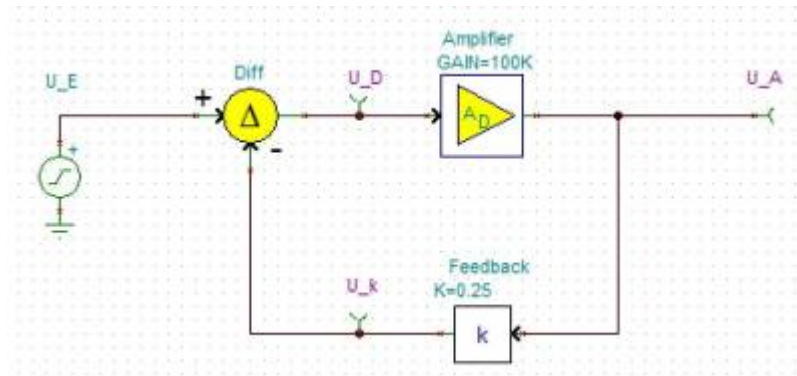 Amplifier
GAIN=100K
U_E
Diff
U_D
U_A
+
Δ
A_D
+
-
Feedback
K=0.25
U_k
k